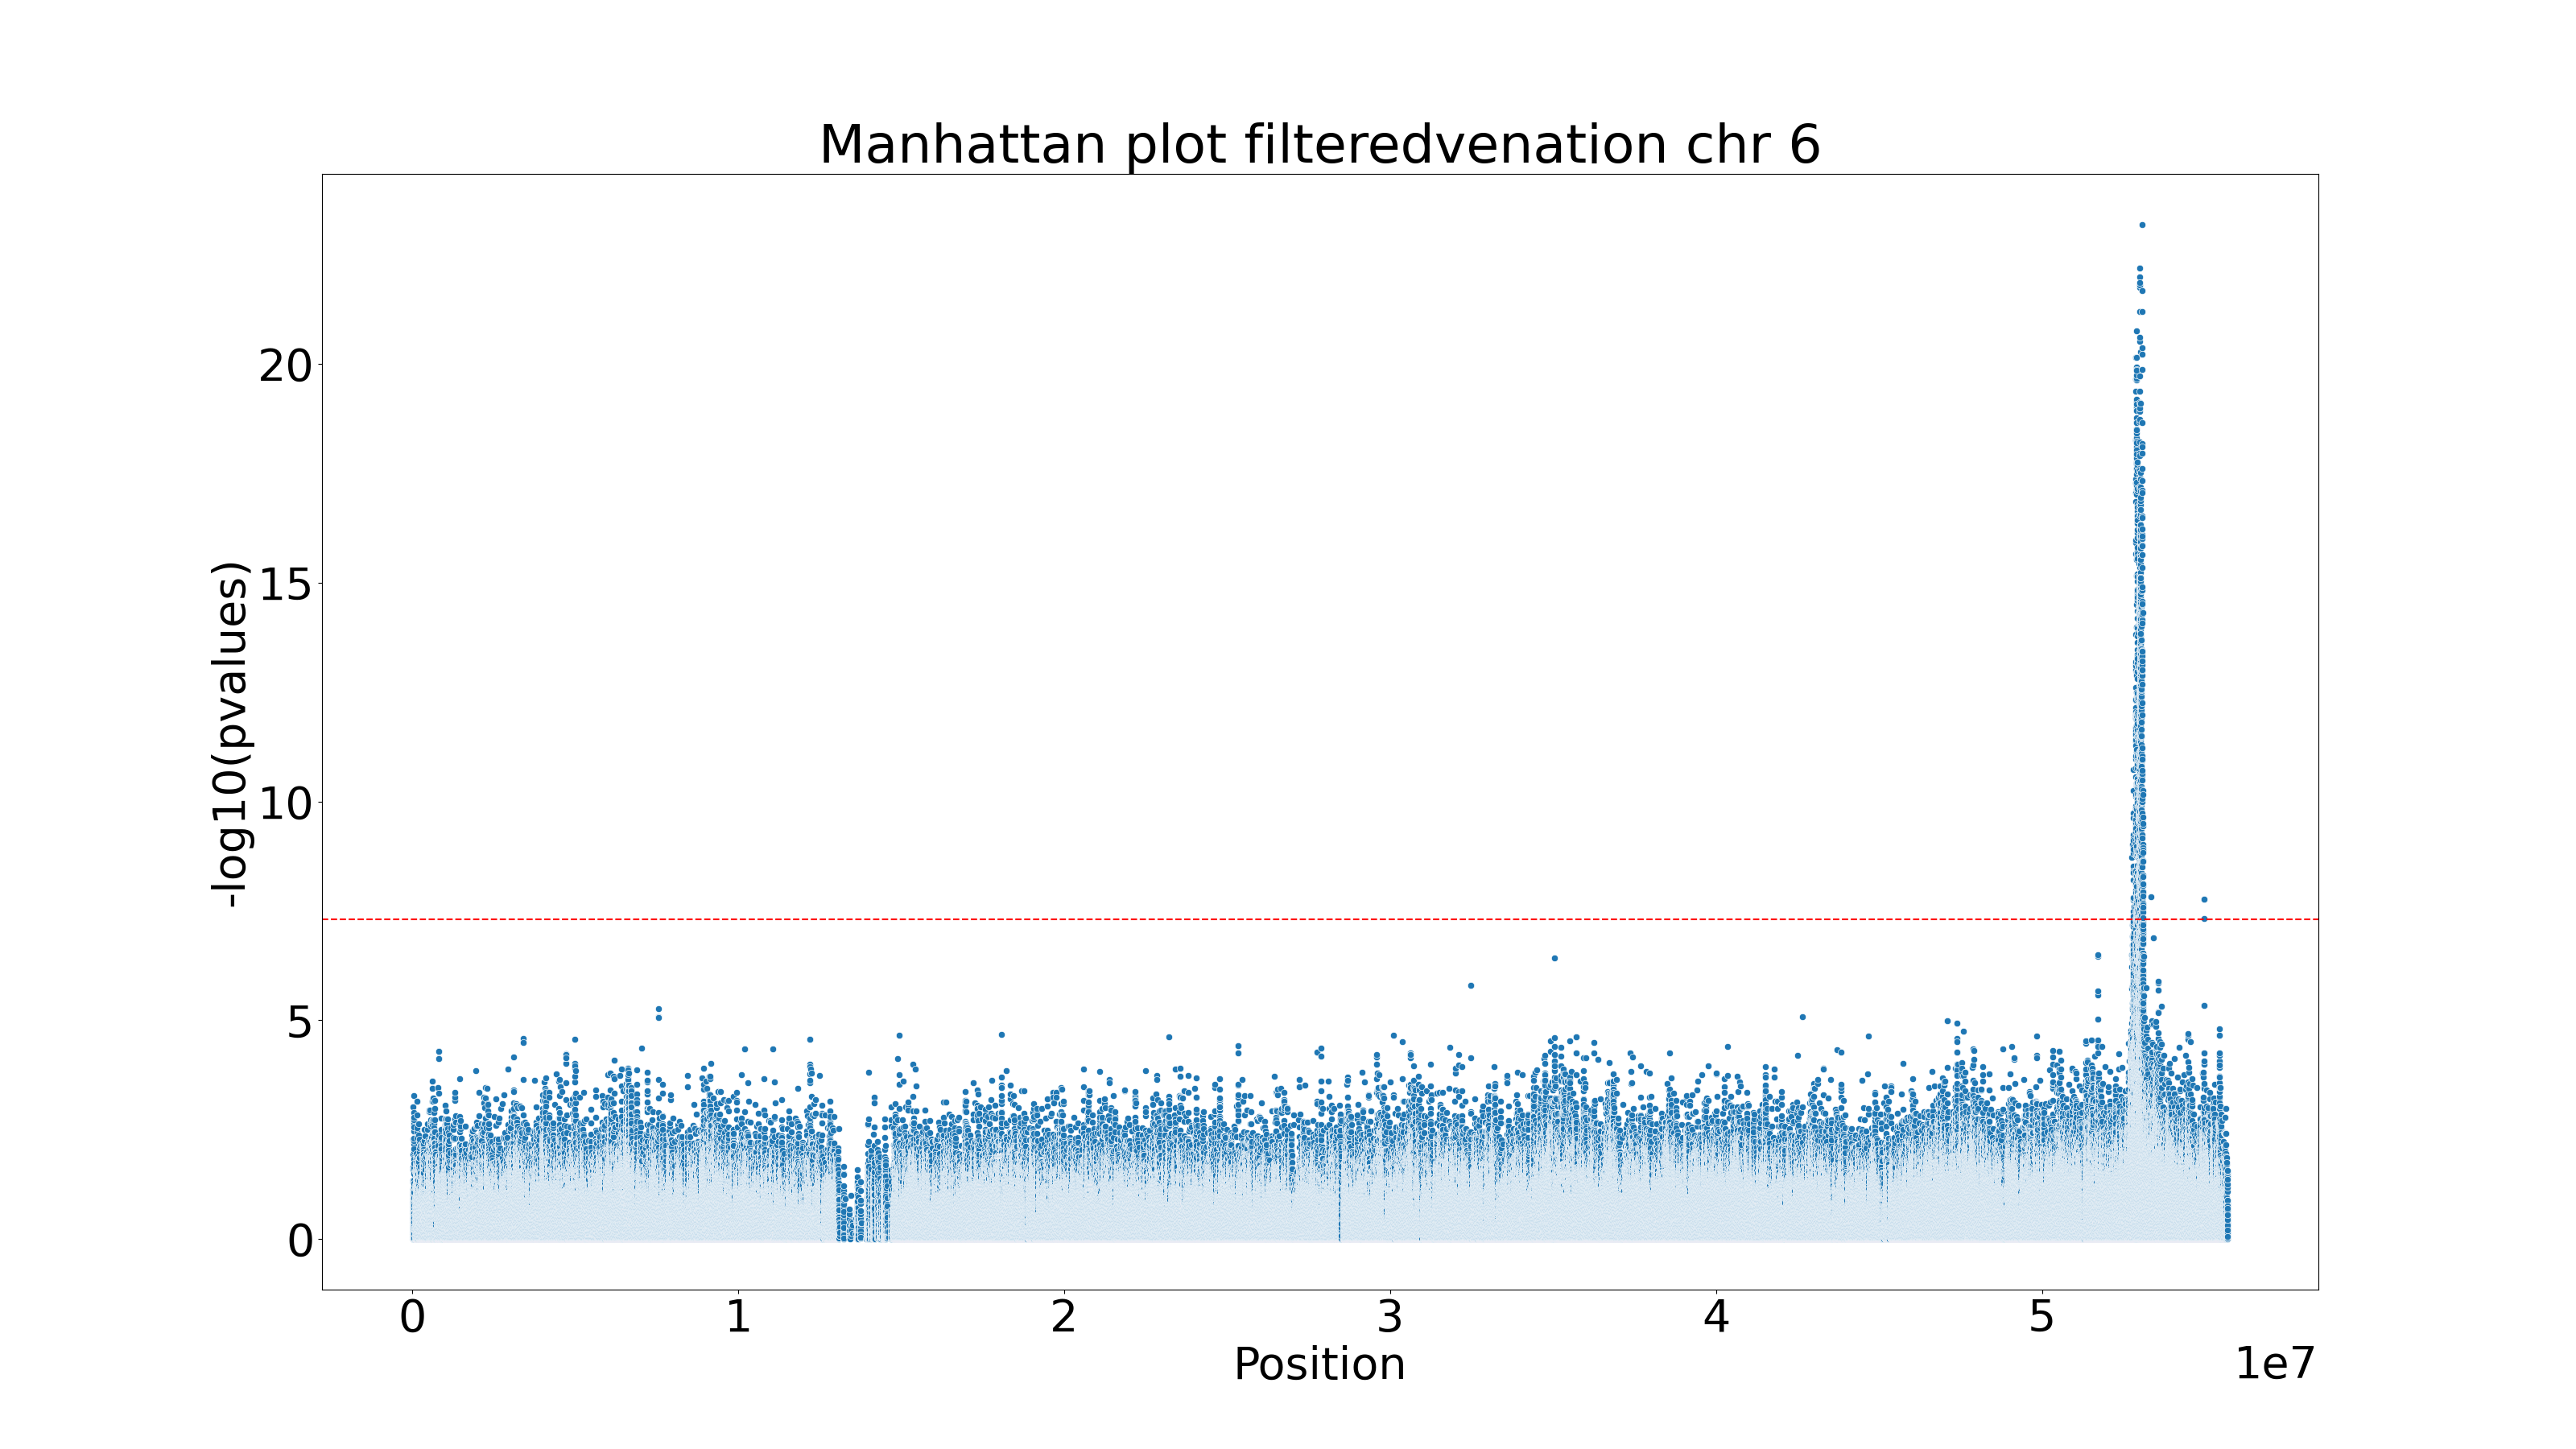 Manhattan plot filteredvenation chr 6
-log10(pvalues)
20
15
10
5
0
0 1 2 3 4 5
Position
1e7